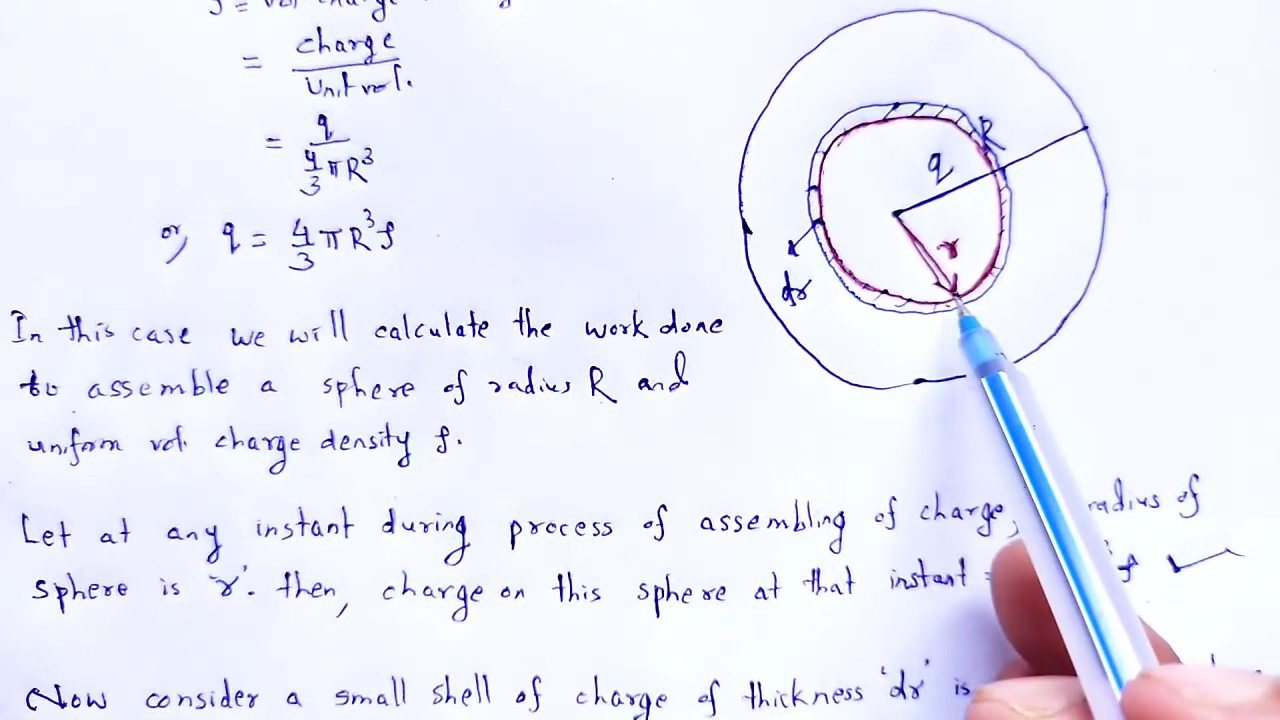 = charge / Unit vol.
= q / 4/3 πR³
or, q = 4/3 πR³ρ
In this case we will calculate the work done
to assemble a sphere of radius R and
uniform vol. charge density ρ.
Let at any instant during process of assembling of charge, radius of
sphere is 'r'. then, charge on this sphere at that instant =
Now consider a small shell of charge of thickness 'dr' is
R
q
r
dr